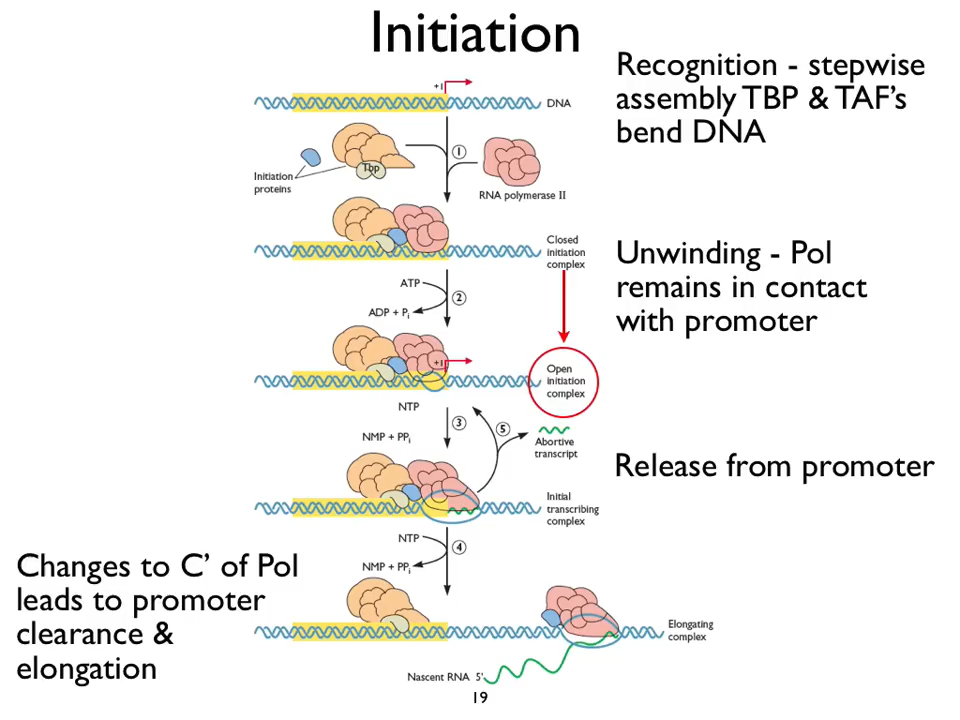 Initiation
Recognition - stepwise
assembly TBP & TAF's
bend DNA
+1
DNA
Initiation
proteins
Tbp
1
RNA polymerase II
Closed
initiation
complex
Unwinding - Pol
remains in contact
with promoter
ATP
ADP + Pi
2
+1
Open
initiation
complex
NTP
NMP + PPi
3
5
Abortive
transcript
Release from promoter
Initial
transcribing
complex
NTP
NMP + PPi
4
Changes to C' of Pol
leads to promoter
clearance &
elongation
Elongating
complex
Nascent RNA 5'
19